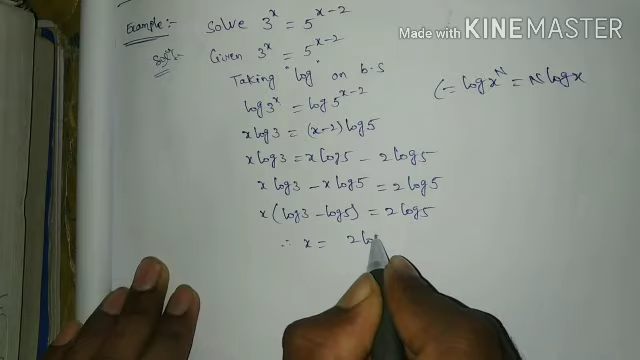 Made with KINEMASTER
Example:- Solve 3^x = 5^(x-2)
Sol:- Given 3^x = 5^(x-2)
Taking "log" on b.s
log 3^x = log 5^(x-2) (∵ log x^N = N log x
x log 3 = (x-2) log 5
x log 3 = x log 5 - 2 log 5
x log 3 - x log 5 = 2 log 5
x (log 3 - log 5) = 2 log 5
∴ x = 2 lo